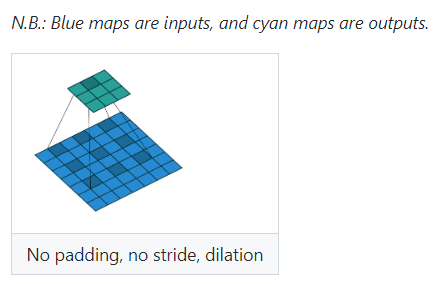 N.B.: Blue maps are inputs, and cyan maps are outputs.
No padding, no stride, dilation